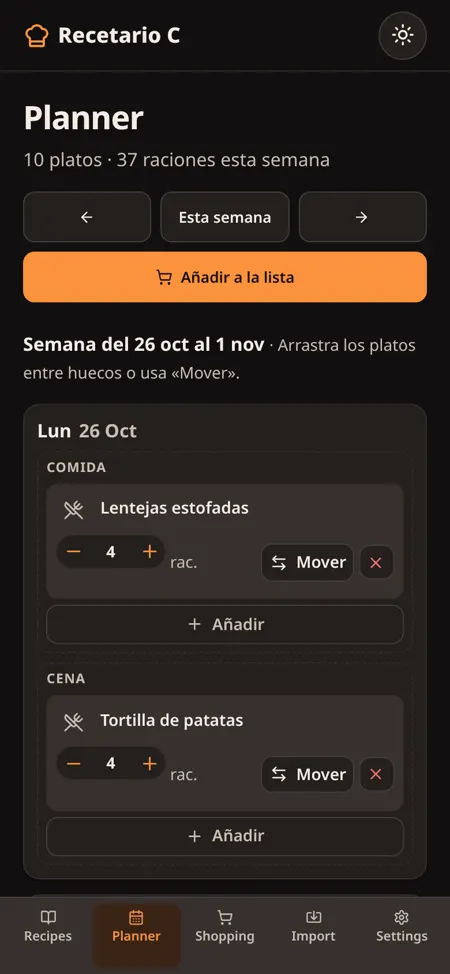 Recetario C
Planner
10 platos · 37 raciones esta semana
← Esta semana →
Añadir a la lista
Semana del 26 oct al 1 nov · Arrastra los platos
entre huecos o usa «Mover».
Lun 26 Oct
COMIDA
Lentejas estofadas
− 4 + rac. Mover ×
+ Añadir
CENA
Tortilla de patatas
− 4 + rac. Mover ×
+ Añadir
Recipes Planner Shopping Import Settings